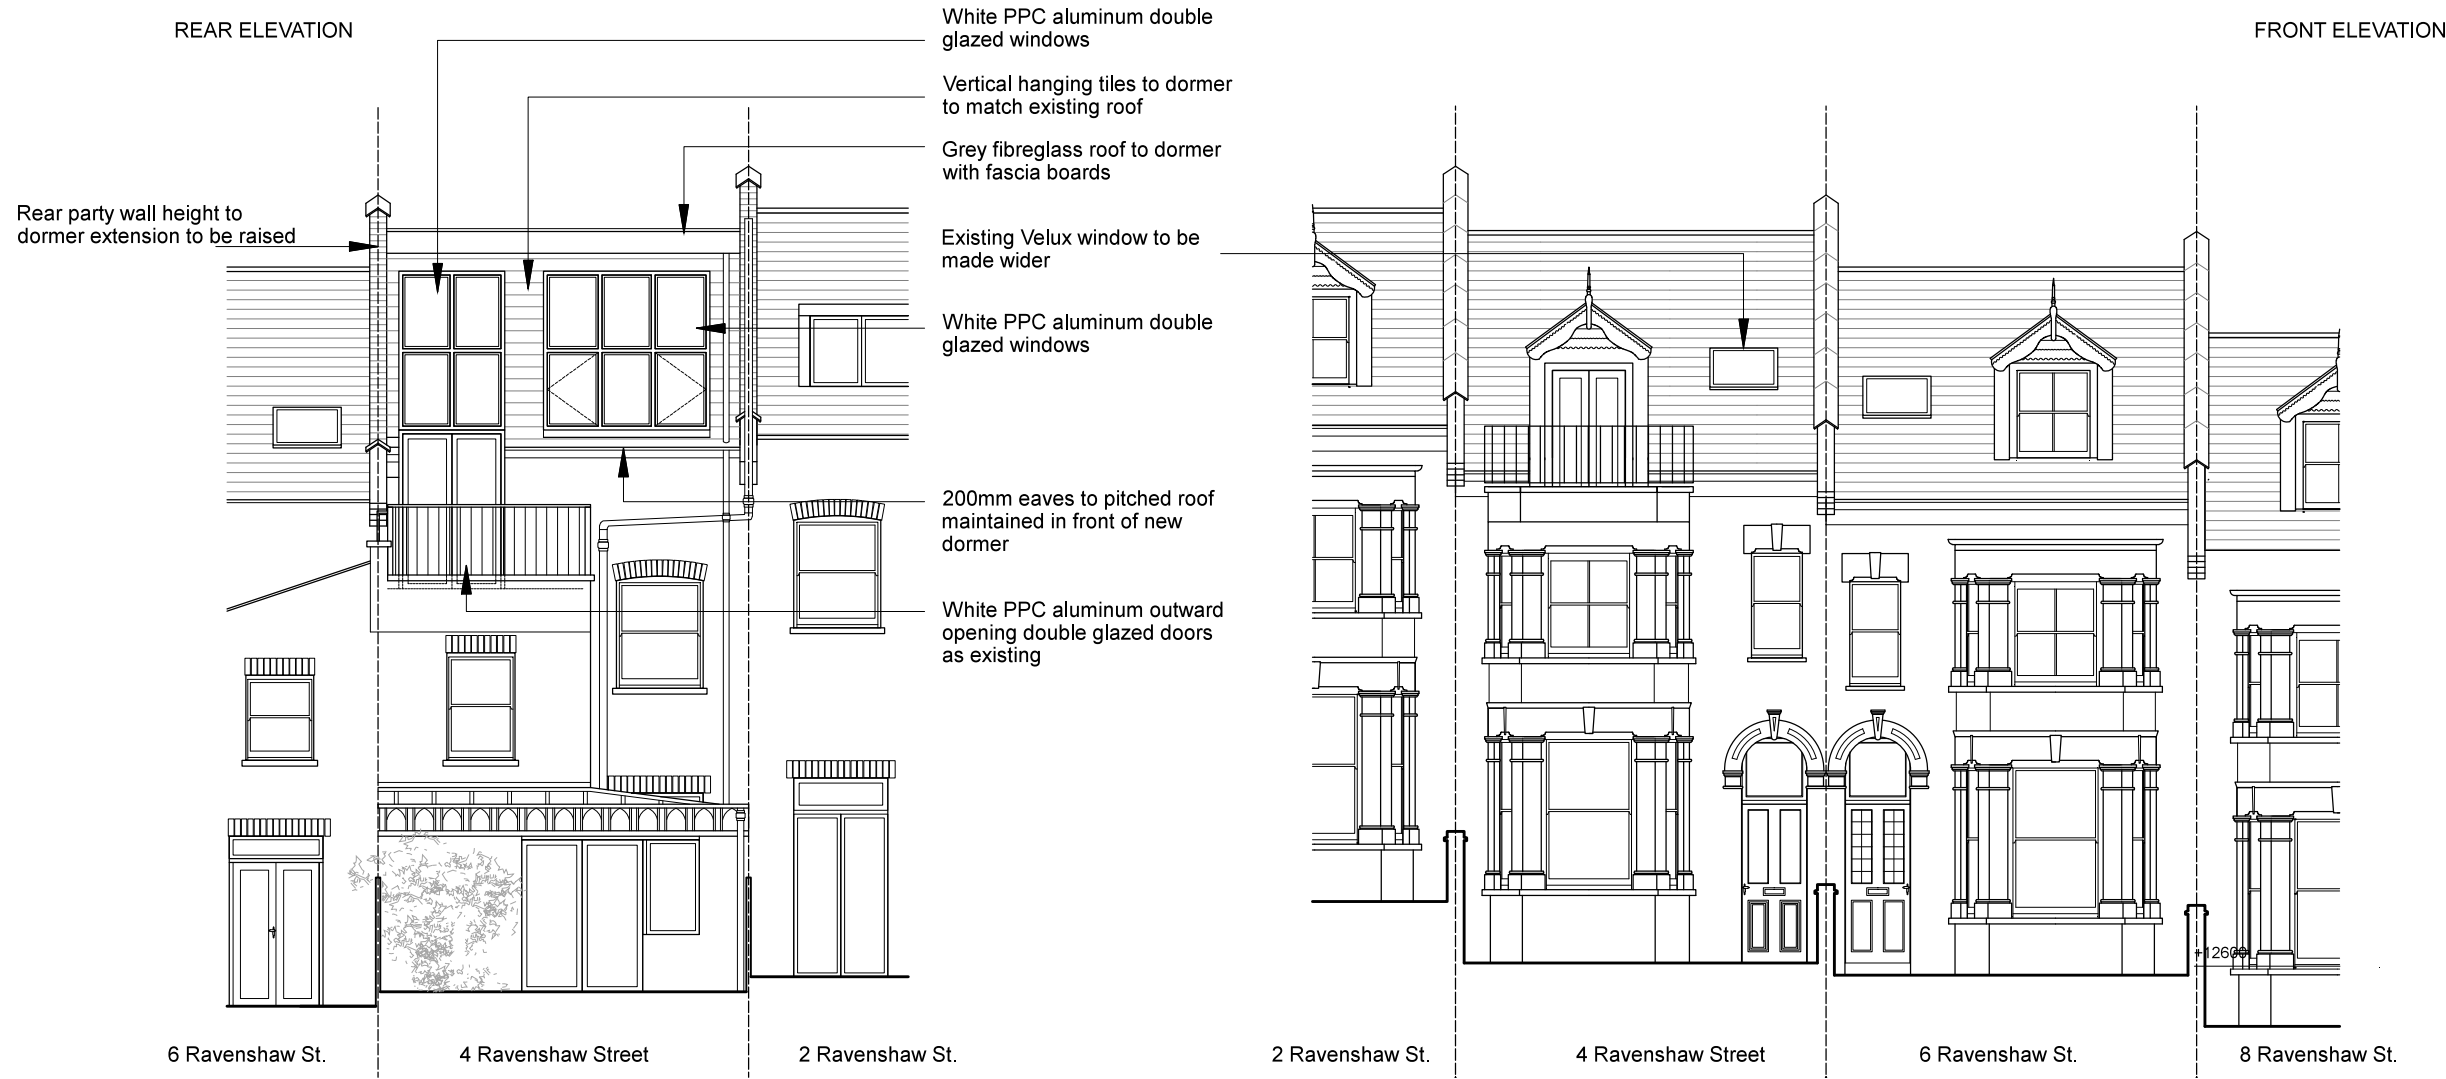 REAR ELEVATION
FRONT ELEVATION
White PPC aluminum double
glazed windows
Vertical hanging tiles to dormer
to match existing roof
Grey fibreglass roof to dormer
with fascia boards
Rear party wall height to
dormer extension to be raised
Existing Velux window to be
made wider
White PPC aluminum double
glazed windows
200mm eaves to pitched roof
maintained in front of new
dormer
White PPC aluminum outward
opening double glazed doors
as existing
+12600
6 Ravenshaw St.
4 Ravenshaw Street
2 Ravenshaw St.
2 Ravenshaw St.
4 Ravenshaw Street
6 Ravenshaw St.
8 Ravenshaw St.